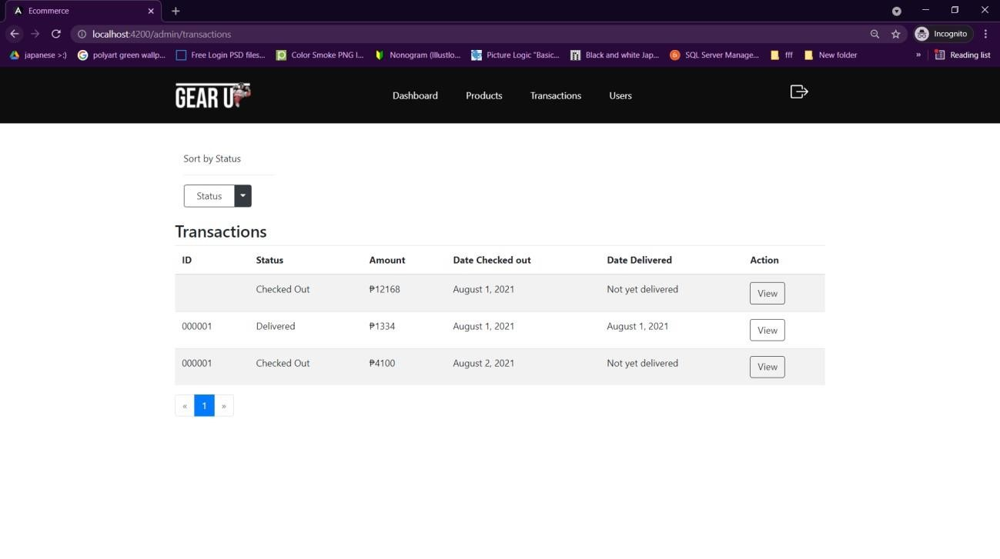 Ecommerce
localhost:4200/admin/transactions
Incognito
japanese >:)
polyart green wallp...
Free Login PSD files...
Color Smoke PNG I...
Nonogram (Illustlo...
Picture Logic "Basic...
Black and white Jap...
SQL Server Manage...
fff
New folder
»
Reading list
GEAR UP
Dashboard Products Transactions Users
Sort by Status
Status
Transactions
ID Status Amount Date Checked out Date Delivered Action
Checked Out ₱12168 August 1, 2021 Not yet delivered View
000001 Delivered ₱1334 August 1, 2021 August 1, 2021 View
000001 Checked Out ₱4100 August 2, 2021 Not yet delivered View
« 1 »